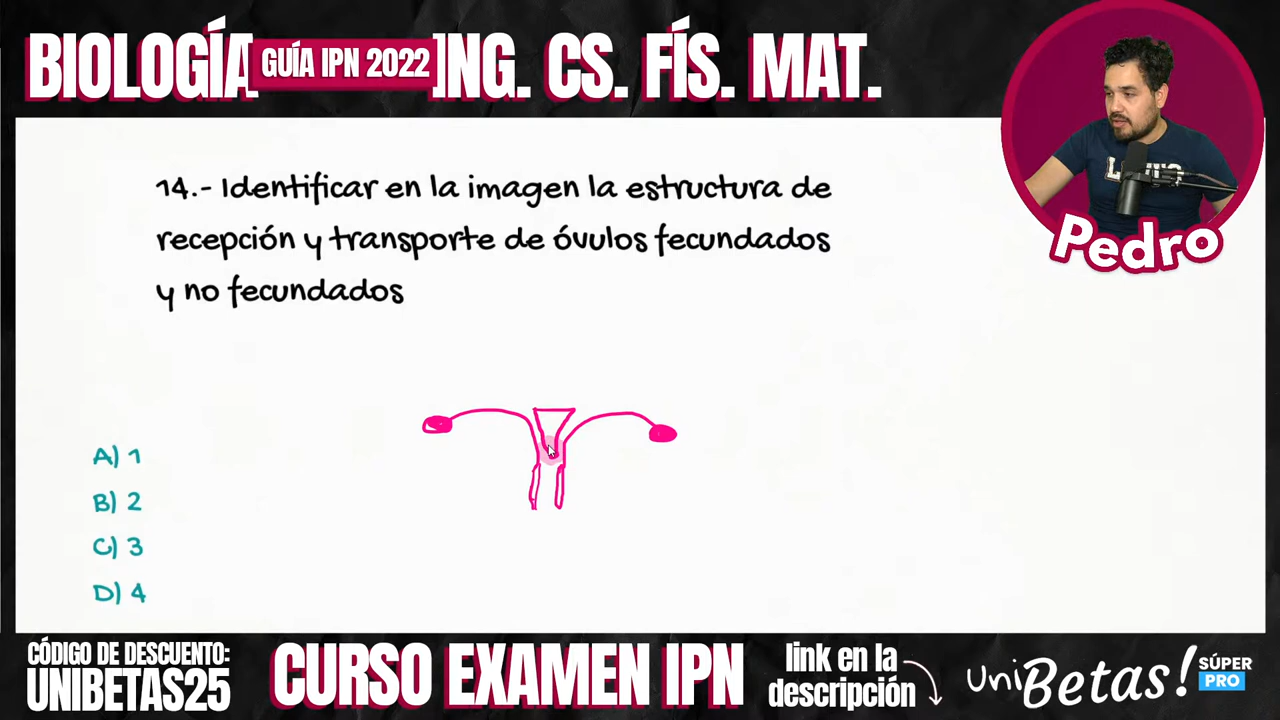 BIOLOGÍA[GUÍA IPN 2022]ING. CS. FÍS. MAT.
Pedro
14.- Identificar en la imagen la estructura de
recepción y transporte de óvulos fecundados
y no fecundados
A) 1
B) 2
C) 3
D) 4
CÓDIGO DE DESCUENTO:
UNIBETAS25
CURSO EXAMEN IPN
link en la
descripción
uniBetas!
SÚPER
PRO